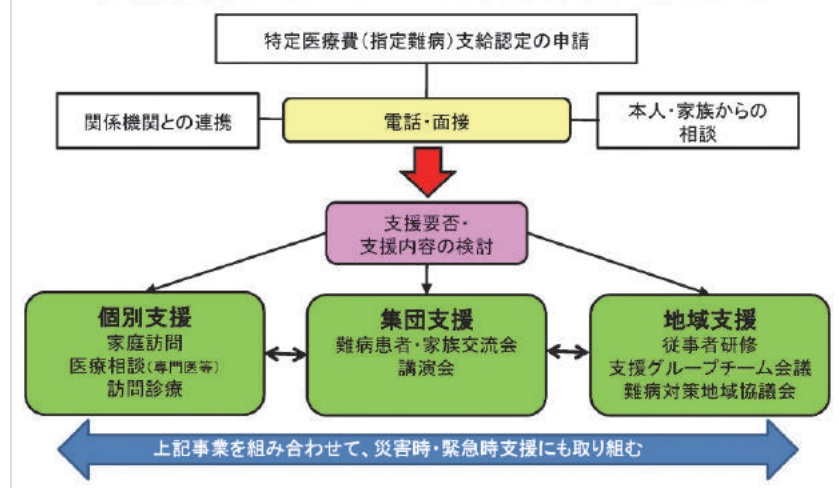 特定医療費(指定難病)支給認定の申請
関係機関との連携
電話・面接
本人・家族からの
相談
支援要否・
支援内容の検討
個別支援
家庭訪問
医療相談(専門医等)
訪問診療
集団支援
難病患者・家族交流会
講演会
地域支援
従事者研修
支援グループチーム会議
難病対策地域協議会
上記事業を組み合わせて、災害時・緊急時支援にも取り組む